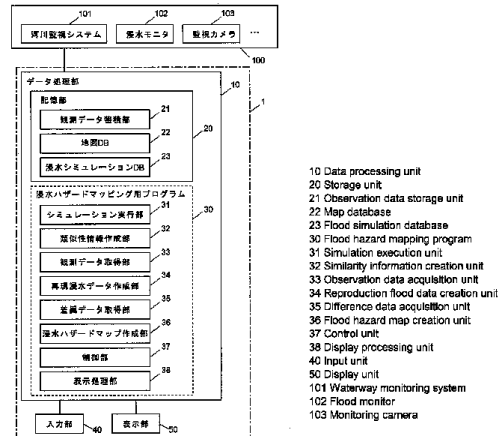 101
102
103
河川監視システム
浸水モニタ
監視カメラ
…
100
データ処理部
10
1
記憶部
観測データ蓄積部
21
地図DB
22
20
浸水シミュレーションDB
23
浸水ハザードマッピング用プログラム
シミュレーション実行部
31
30
類似性情報作成部
32
観測データ取得部
33
再現浸水データ作成部
34
差異データ取得部
35
浸水ハザードマップ作成部
36
制御部
37
表示処理部
38
入力部
40
表示部
50
10 Data processing unit
20 Storage unit
21 Observation data storage unit
22 Map database
23 Flood simulation database
30 Flood hazard mapping program
31 Simulation execution unit
32 Similarity information creation unit
33 Observation data acquisition unit
34 Reproduction flood data creation unit
35 Difference data acquisition unit
36 Flood hazard map creation unit
37 Control unit
38 Display processing unit
40 Input unit
50 Display unit
101 Waterway monitoring system
102 Flood monitor
103 Monitoring camera